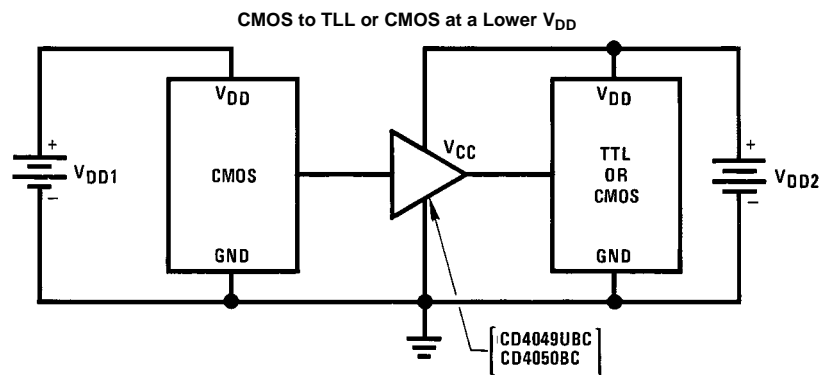 CMOS to TLL or CMOS at a Lower VDD
VDD
VDD
+
VCC
+
TTL
OR
CMOS
VDD1
CMOS
VDD2
−
−
GND
GND
CD4049UBC
CD4050BC